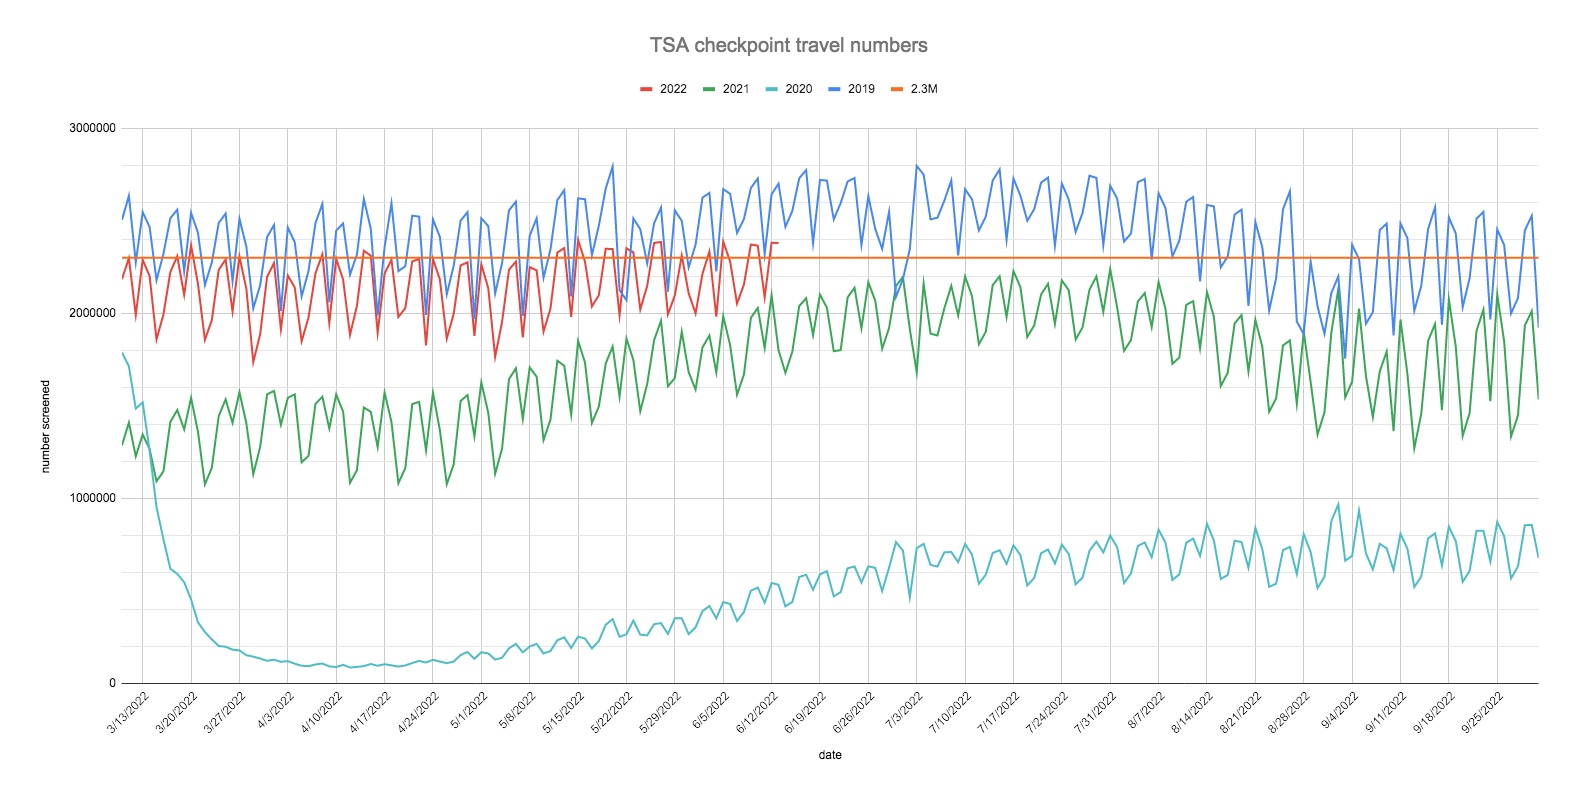 TSA checkpoint travel numbers
2022 2021 2020 2019 2.3M
3000000
2000000
1000000
0
number screened
3/13/2022 3/20/2022 3/27/2022 4/3/2022 4/10/2022 4/17/2022 4/24/2022 5/1/2022 5/8/2022 5/15/2022 5/22/2022 5/29/2022 6/5/2022 6/12/2022 6/19/2022 6/26/2022 7/3/2022 7/10/2022 7/17/2022 7/24/2022 7/31/2022 8/7/2022 8/14/2022 8/21/2022 8/28/2022 9/4/2022 9/11/2022 9/18/2022 9/25/2022
date